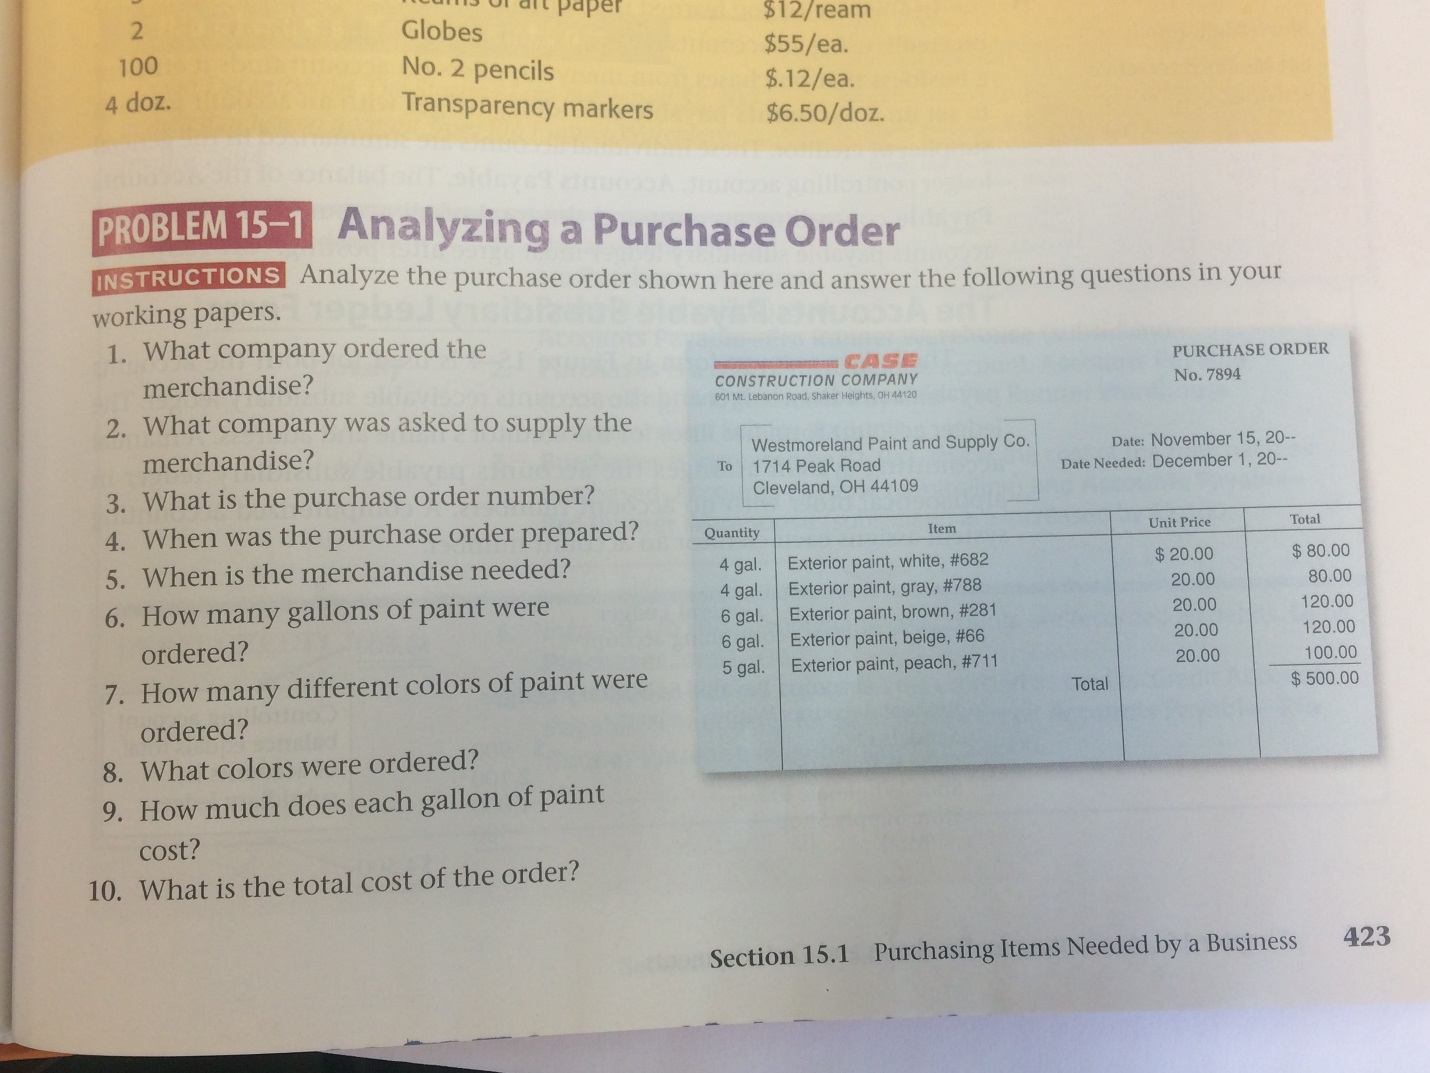 Reams of art paper $12/ream
2 Globes $55/ea.
100 No. 2 pencils $.12/ea.
4 doz. Transparency markers $6.50/doz.
PROBLEM 15–1 Analyzing a Purchase Order
INSTRUCTIONS Analyze the purchase order shown here and answer the following questions in your
working papers.
1. What company ordered the
merchandise?
2. What company was asked to supply the
merchandise?
3. What is the purchase order number?
4. When was the purchase order prepared?
5. When is the merchandise needed?
6. How many gallons of paint were
ordered?
7. How many different colors of paint were
ordered?
8. What colors were ordered?
9. How much does each gallon of paint
cost?
10. What is the total cost of the order?
CASE
CONSTRUCTION COMPANY
601 Mt. Lebanon Road, Shaker Heights, OH 44120
PURCHASE ORDER
No. 7894
To
Westmoreland Paint and Supply Co.
1714 Peak Road
Cleveland, OH 44109
Date: November 15, 20--
Date Needed: December 1, 20--
Quantity Item Unit Price Total
4 gal. Exterior paint, white, #682 $ 20.00 $ 80.00
4 gal. Exterior paint, gray, #788 20.00 80.00
6 gal. Exterior paint, brown, #281 20.00 120.00
6 gal. Exterior paint, beige, #66 20.00 120.00
5 gal. Exterior paint, peach, #711 20.00 100.00
Total $ 500.00
Section 15.1 Purchasing Items Needed by a Business 423